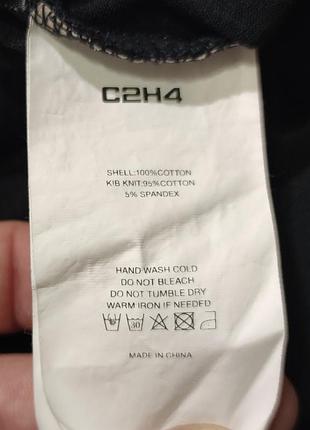 C2H4
SHELL:100%COTTON
KIB KNIT:95%COTTON
5% SPANDEX
HAND WASH COLD
DO NOT BLEACH
DO NOT TUMBLE DRY
WARM IRON IF NEEDED
30
MADE IN CHINA